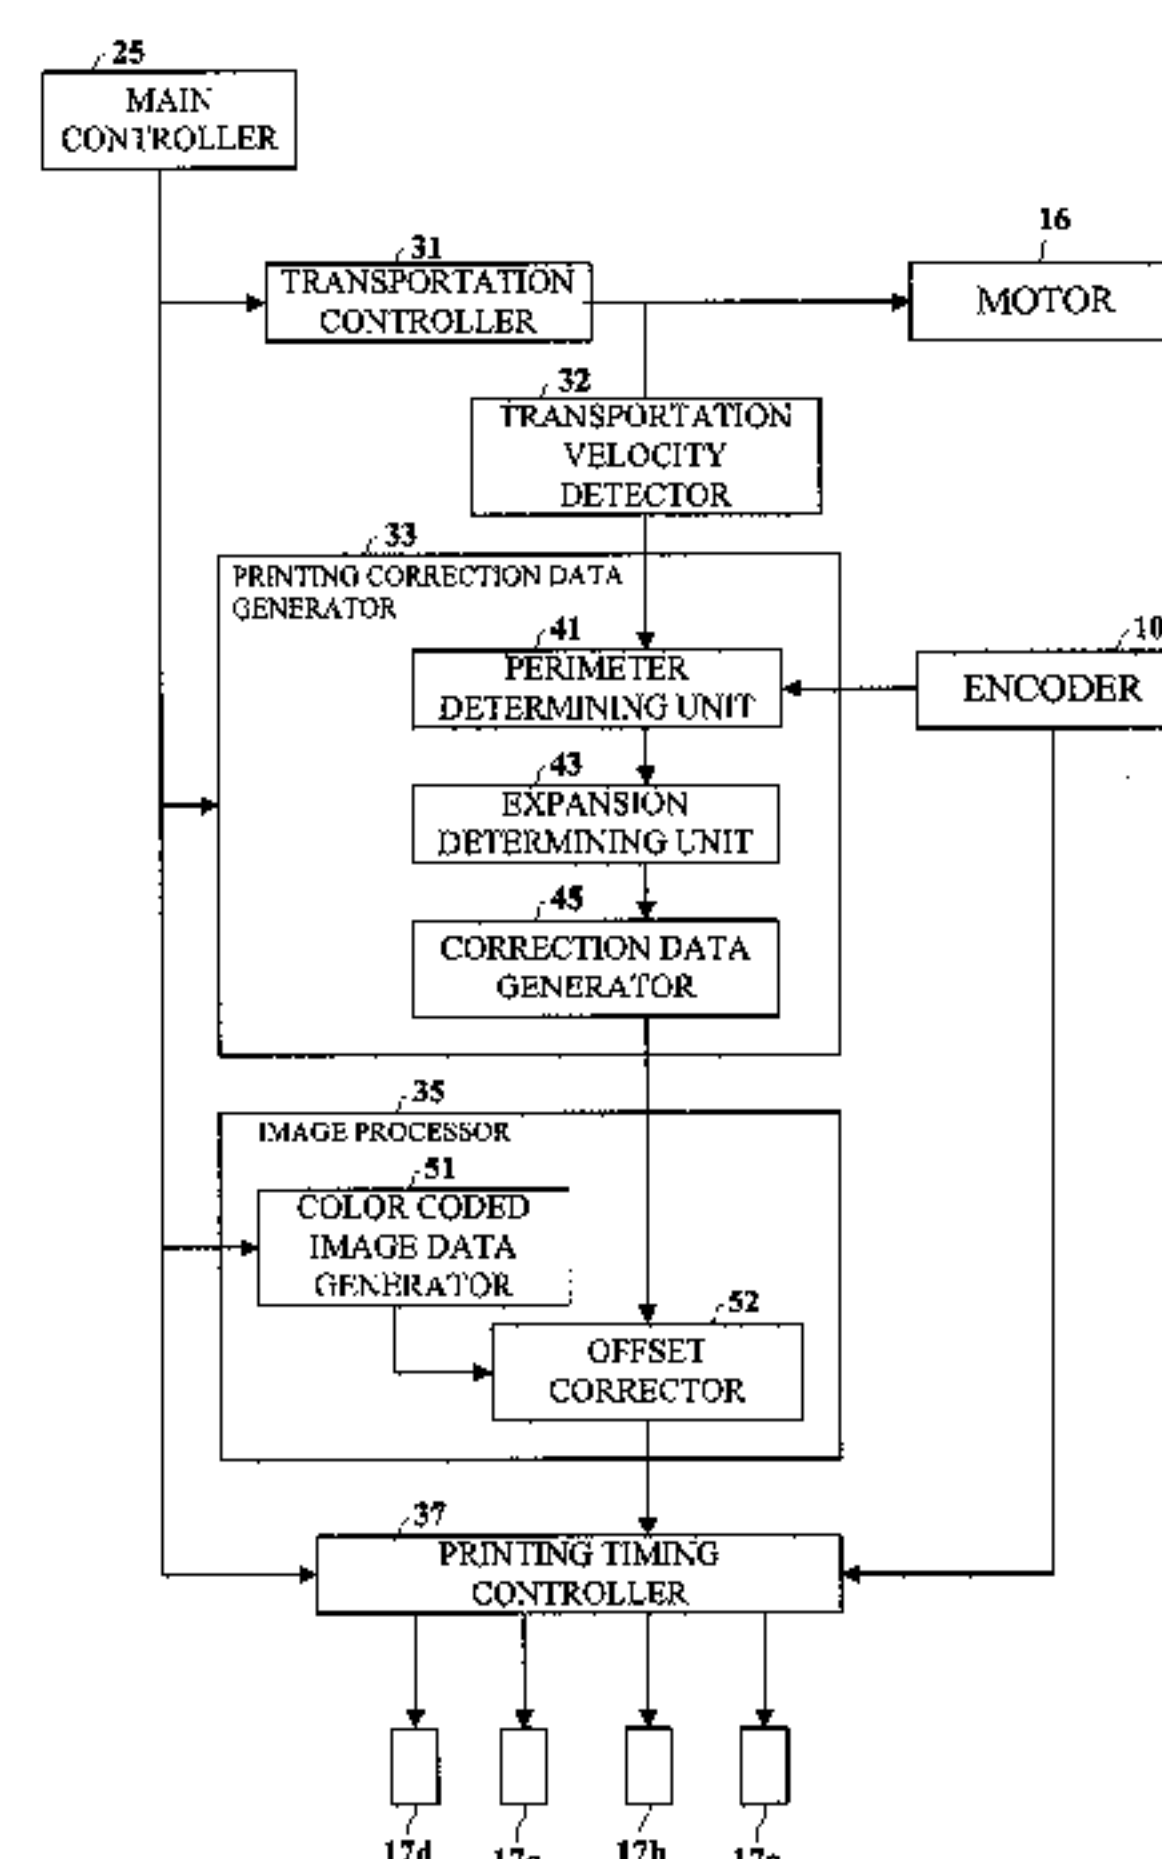 25
MAIN
CONTROLLER
16
31
TRANSPORTATION
CONTROLLER
MOTOR
32
TRANSPORTATION
VELOCITY
DETECTOR
33
PRINTING CORRECTION DATA
GENERATOR
41
PERIMETER
DETERMINING UNIT
10
ENCODER
43
EXPANSION
DETERMINING UNIT
45
CORRECTION DATA
GENERATOR
35
IMAGE PROCESSOR
51
COLOR CODED
IMAGE DATA
GENERATOR
52
OFFSET
CORRECTOR
37
PRINTING TIMING
CONTROLLER
17d